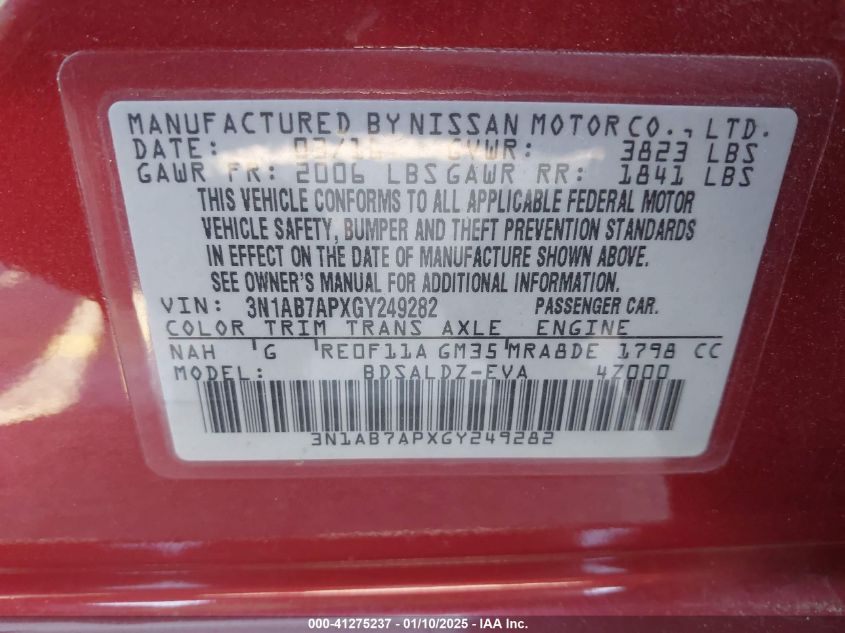 MANUFACTURED BY NISSAN MOTOR CO., LTD.
DATE: 03/16 GVWR: 3823 LBS
GAWR FR: 2006 LBS GAWR RR: 1841 LBS
THIS VEHICLE CONFORMS TO ALL APPLICABLE FEDERAL MOTOR
VEHICLE SAFETY, BUMPER AND THEFT PREVENTION STANDARDS
IN EFFECT ON THE DATE OF MANUFACTURE SHOWN ABOVE.
SEE OWNER'S MANUAL FOR ADDITIONAL INFORMATION.
VIN: 3N1AB7APXGY249282 PASSENGER CAR.
COLOR TRIM TRANS AXLE ENGINE
NAH G RE0F11A GM35 MRA8DE 1798 CC
MODEL: BDSALDZ-EVA 4Z000
3N1AB7APXGY249282
000-41275237 - 01/10/2025 - IAA Inc.